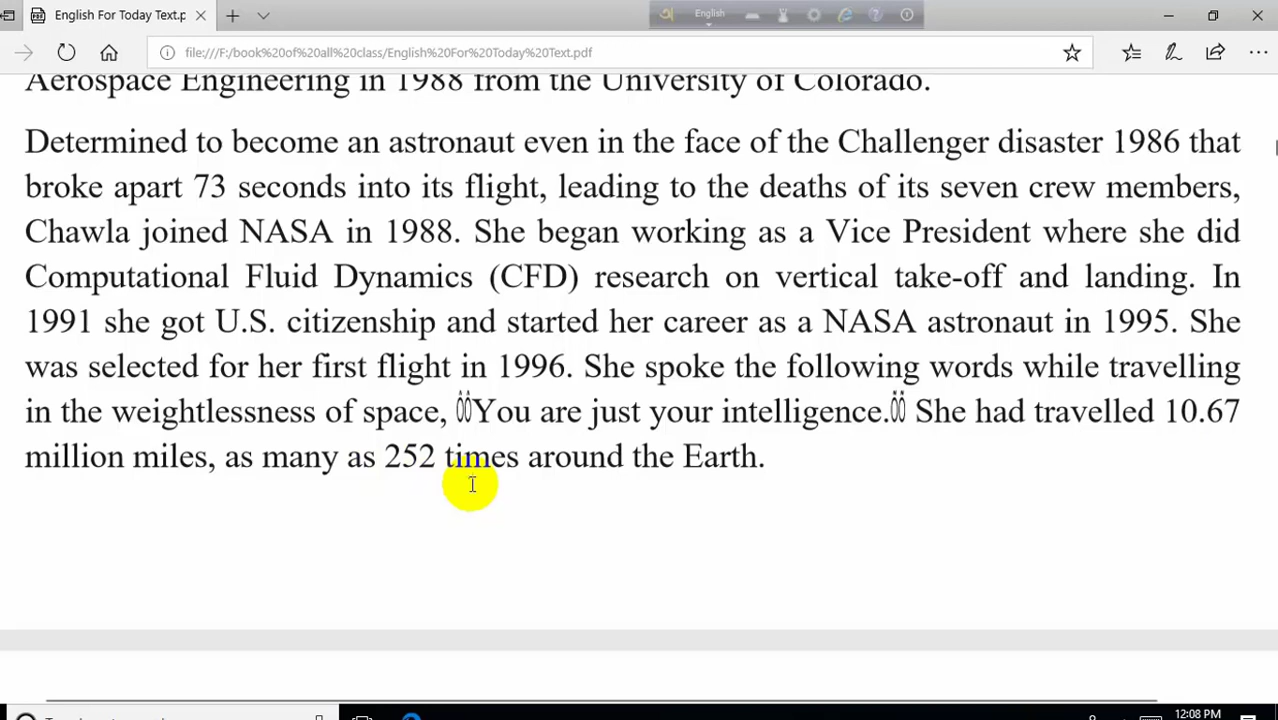 English For Today Text.p
English
file:///F:/book%20of%20all%20class/English%20For%20Today%20Text.pdf
Aerospace Engineering in 1988 from the University of Colorado.
Determined to become an astronaut even in the face of the Challenger disaster 1986 that
broke apart 73 seconds into its flight, leading to the deaths of its seven crew members,
Chawla joined NASA in 1988. She began working as a Vice President where she did
Computational Fluid Dynamics (CFD) research on vertical take-off and landing. In
1991 she got U.S. citizenship and started her career as a NASA astronaut in 1995. She
was selected for her first flight in 1996. She spoke the following words while travelling
in the weightlessness of space, ÖÖYou are just your intelligence.ÖÖ She had travelled 10.67
million miles, as many as 252 times around the Earth.
12:08 PM